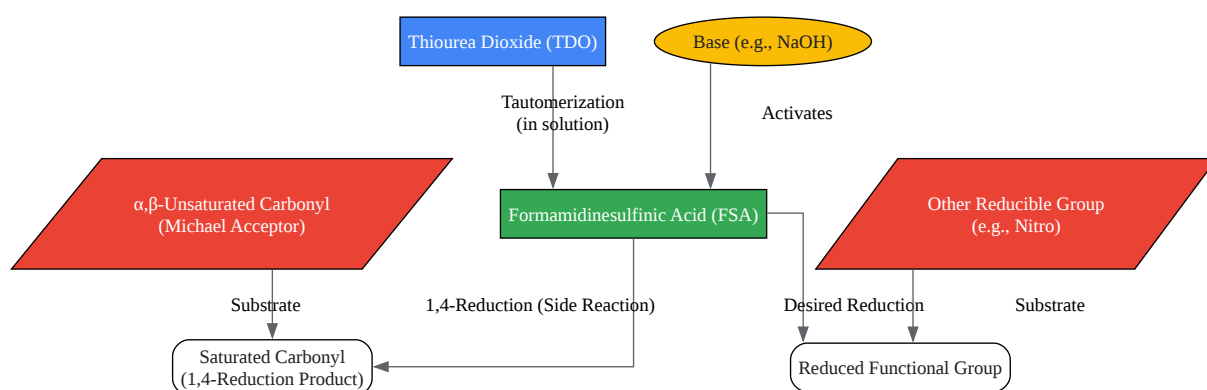 Thiourea Dioxide (TDO)
Base (e.g., NaOH)
Tautomerization
(in solution)
Activates
α,β-Unsaturated Carbonyl
(Michael Acceptor)
Formamidinesulfinic Acid (FSA)
Other Reducible Group
(e.g., Nitro)
Substrate
1,4-Reduction (Side Reaction)
Desired Reduction
Substrate
Saturated Carbonyl
(1,4-Reduction Product)
Reduced Functional Group